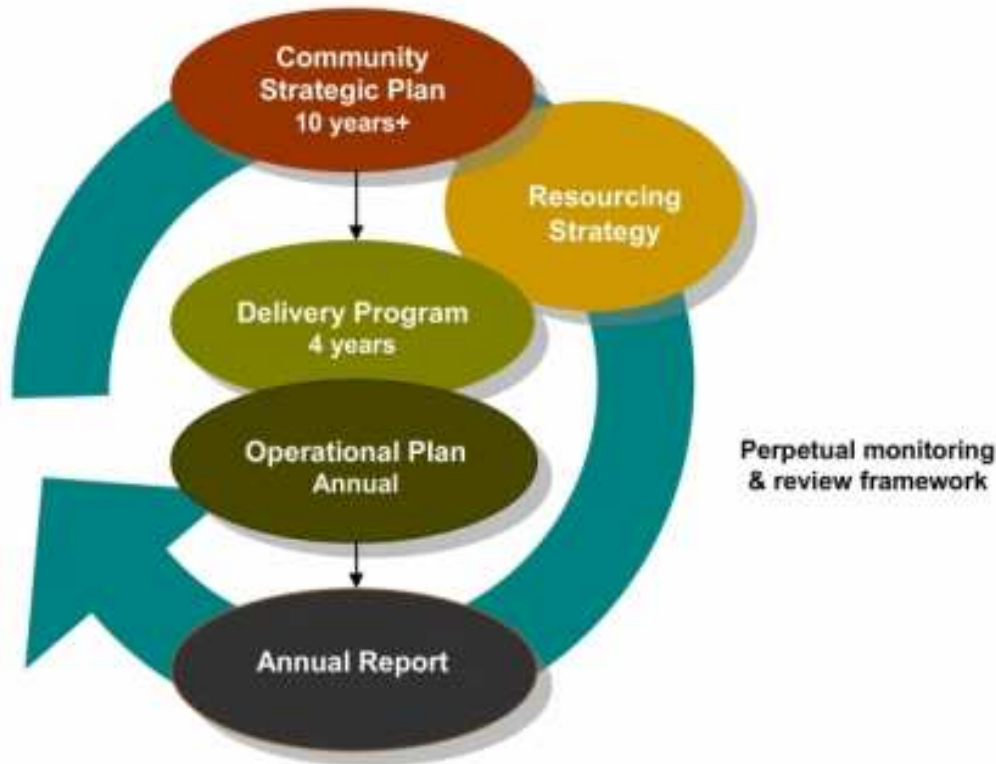 Community
Strategic Plan
10 years+
Resourcing
Strategy
Delivery Program
4 years
Operational Plan
Annual
Perpetual monitoring
& review framework
Annual Report